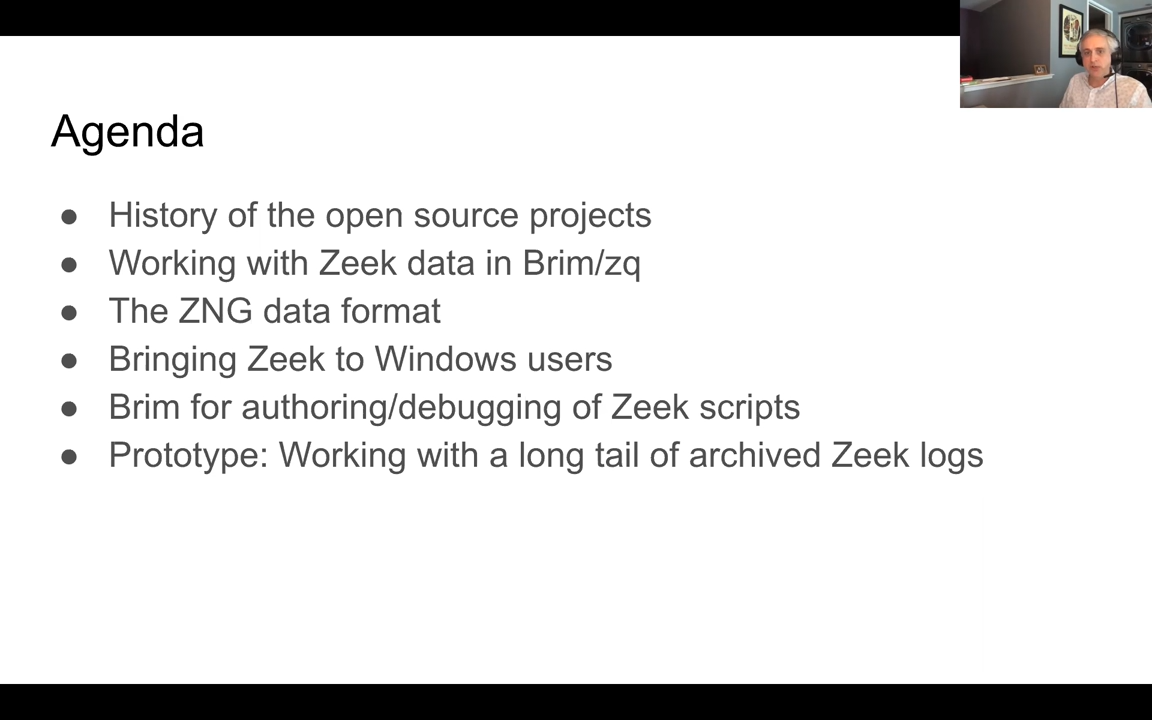 Agenda
● History of the open source projects
● Working with Zeek data in Brim/zq
● The ZNG data format
● Bringing Zeek to Windows users
● Brim for authoring/debugging of Zeek scripts
● Prototype: Working with a long tail of archived Zeek logs